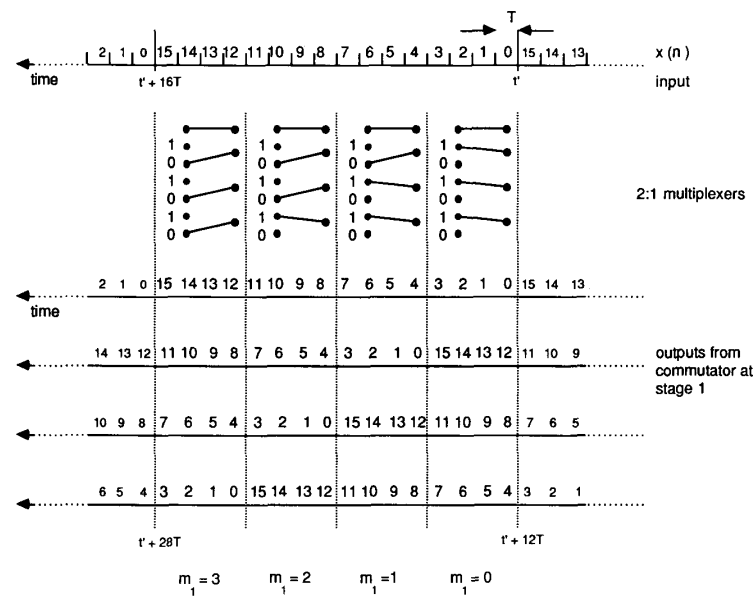 T
2 1 0 15 14 13 12 11 10 9 8 7 6 5 4 3 2 1 0 15 14 13 x (n)
time t' + 16T t' input
1 1 1 1
0 0 0 0
1 1 1 1
2:1 multiplexers
0 0 0 0
1 1 1 1
0 0 0 0
2 1 0 15 14 13 12 11 10 9 8 7 6 5 4 3 2 1 0 15 14 13
time
14 13 12 11 10 9 8 7 6 5 4 3 2 1 0 15 14 13 12 11 10 9 outputs from
commutator at
stage 1
10 9 8 7 6 5 4 3 2 1 0 15 14 13 12 11 10 9 8 7 6 5
6 5 4 3 2 1 0 15 14 13 12 11 10 9 8 7 6 5 4 3 2 1
t' + 28T t' + 12T
m1 = 3 m1 = 2 m1 = 1 m1 = 0